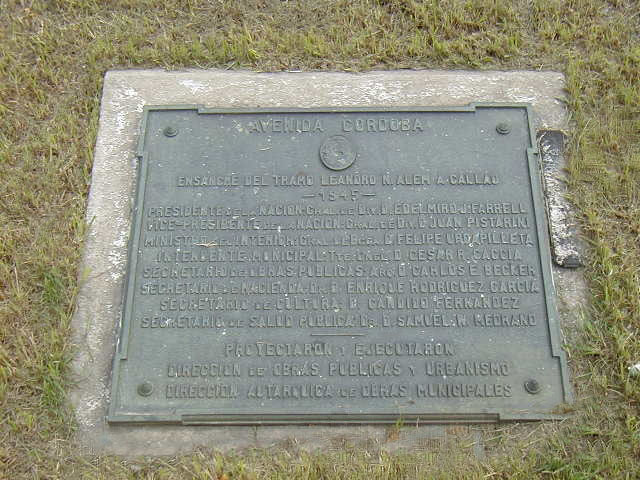 AVENIDA CORDOBA
ENSANCHE DEL TRAMO LEANDRO N. ALEM A CALLAO
—1945—
PRESIDENTE DE LA NACION GRAL. DE DIV. D. EDELMIRO J. FARRELL
VICE-PRESIDENTE DE LA NACION GRAL. DE DIV. D. JUAN PISTARINI
MINISTRO DEL INTERIOR GRAL. DE BGDA. D. FELIPE URDAPILLETA
INTENDENTE MUNICIPAL TTE. CNEL. D. CESAR R. CACCIA
SECRETARIO DE OBRAS PUBLICAS ARQ. D. CARLOS E. BECKER
SECRETARIO DE HACIENDA DR. D. ENRIQUE RODRIGUEZ GARCIA
SECRETARIO DE CULTURA D. CANDIDO FERNANDEZ
SECRETARIO DE SALUD PUBLICA DR. D. SAMUEL W. MEDRANO
PROYECTARON Y EJECUTARON
DIRECCION DE OBRAS, PUBLICAS Y URBANISMO
DIRECCION AUTARQUICA DE OBRAS MUNICIPALES